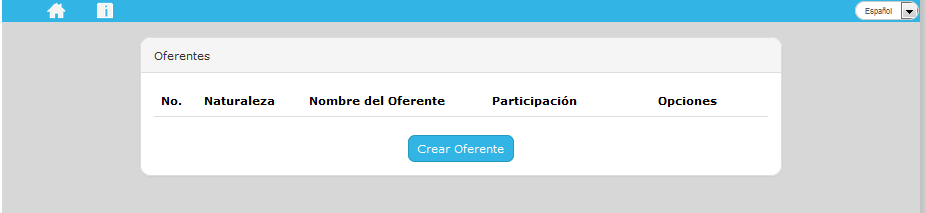 Español
Oferentes
No. Naturaleza Nombre del Oferente Participación Opciones
Crear Oferente